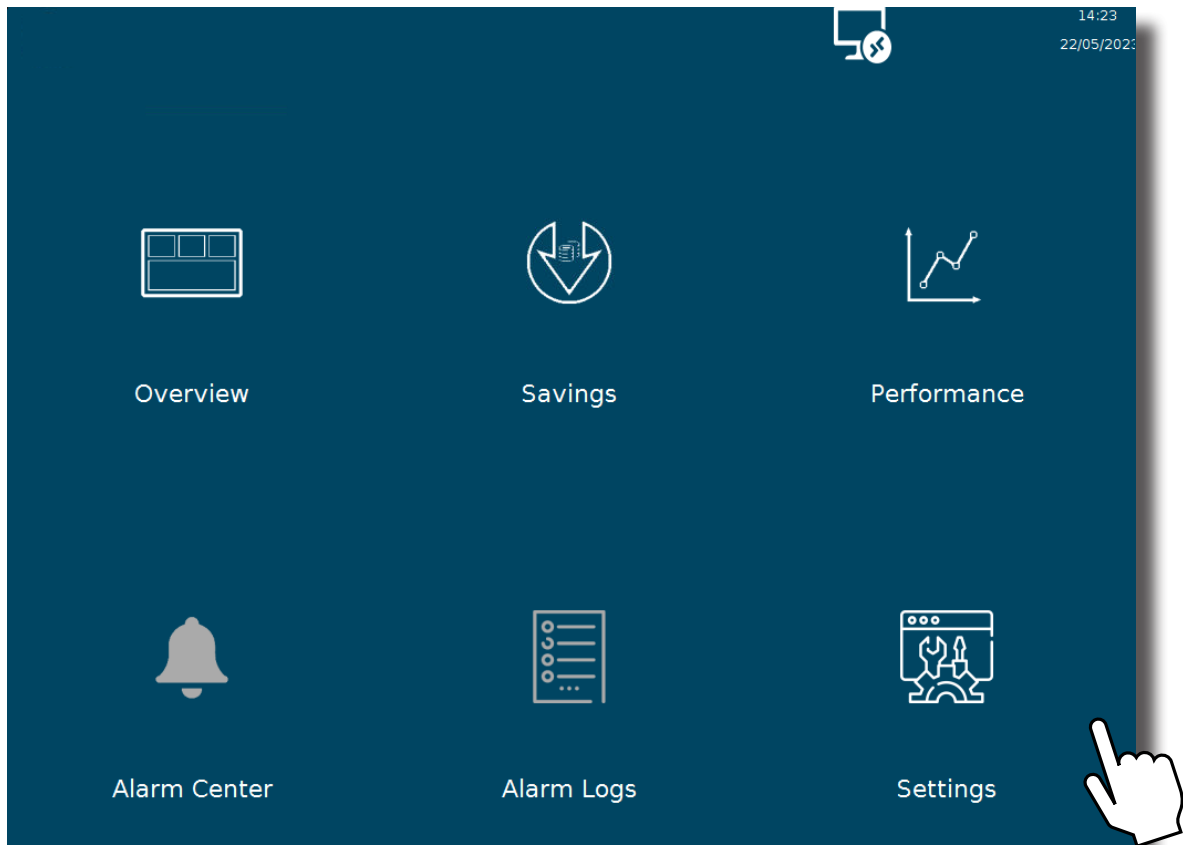 14:23
22/05/2023
Overview
Savings
Performance
Alarm Center
Alarm Logs
Settings